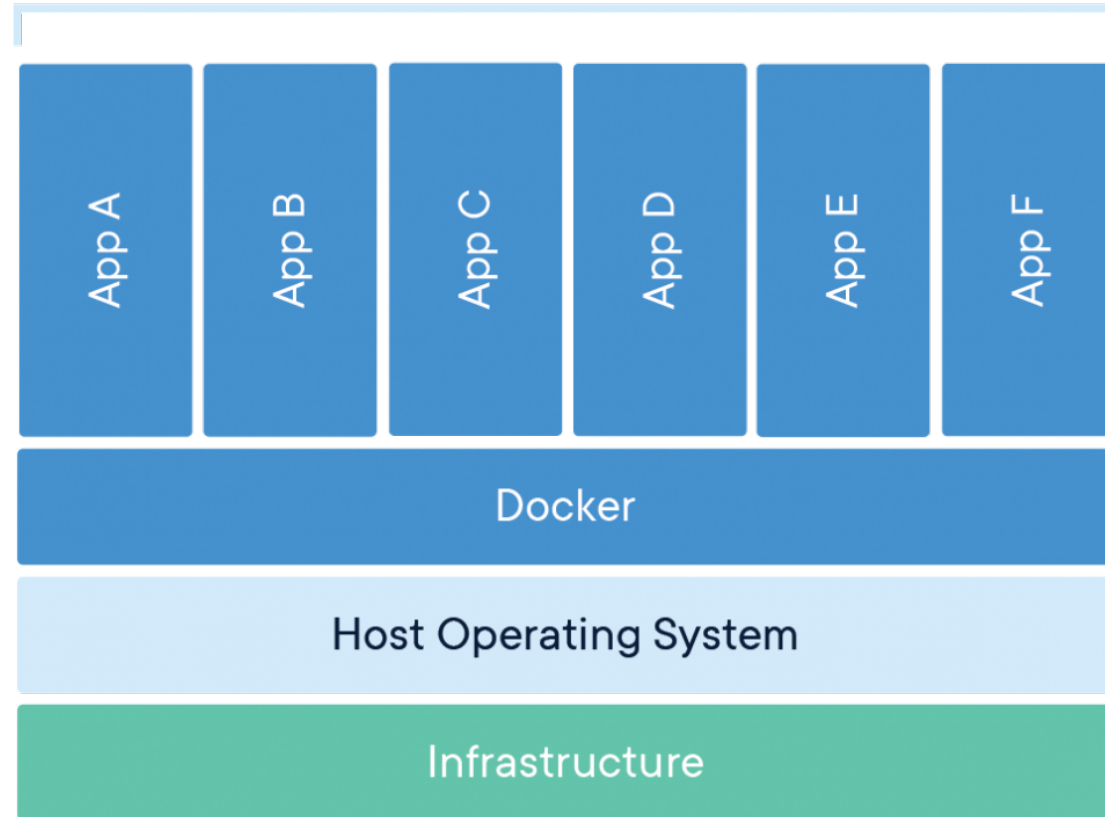 App A
App B
App C
App D
App E
App F
Docker
Host Operating System
Infrastructure